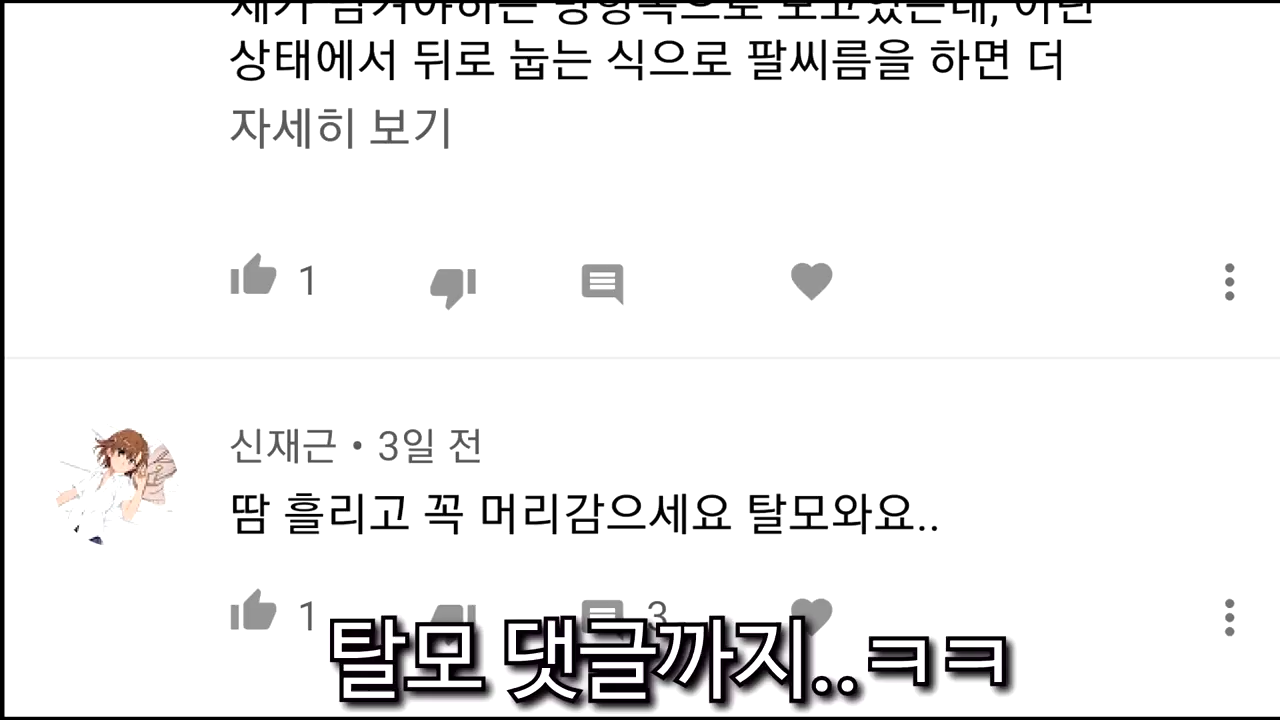 상태에서 뒤로 눕는 식으로 팔씨름을 하면 더
자세히 보기
1
신재근 • 3일 전
땀 흘리고 꼭 머리감으세요 탈모와요..
1 3
탈모 댓글까지..ㅋㅋ